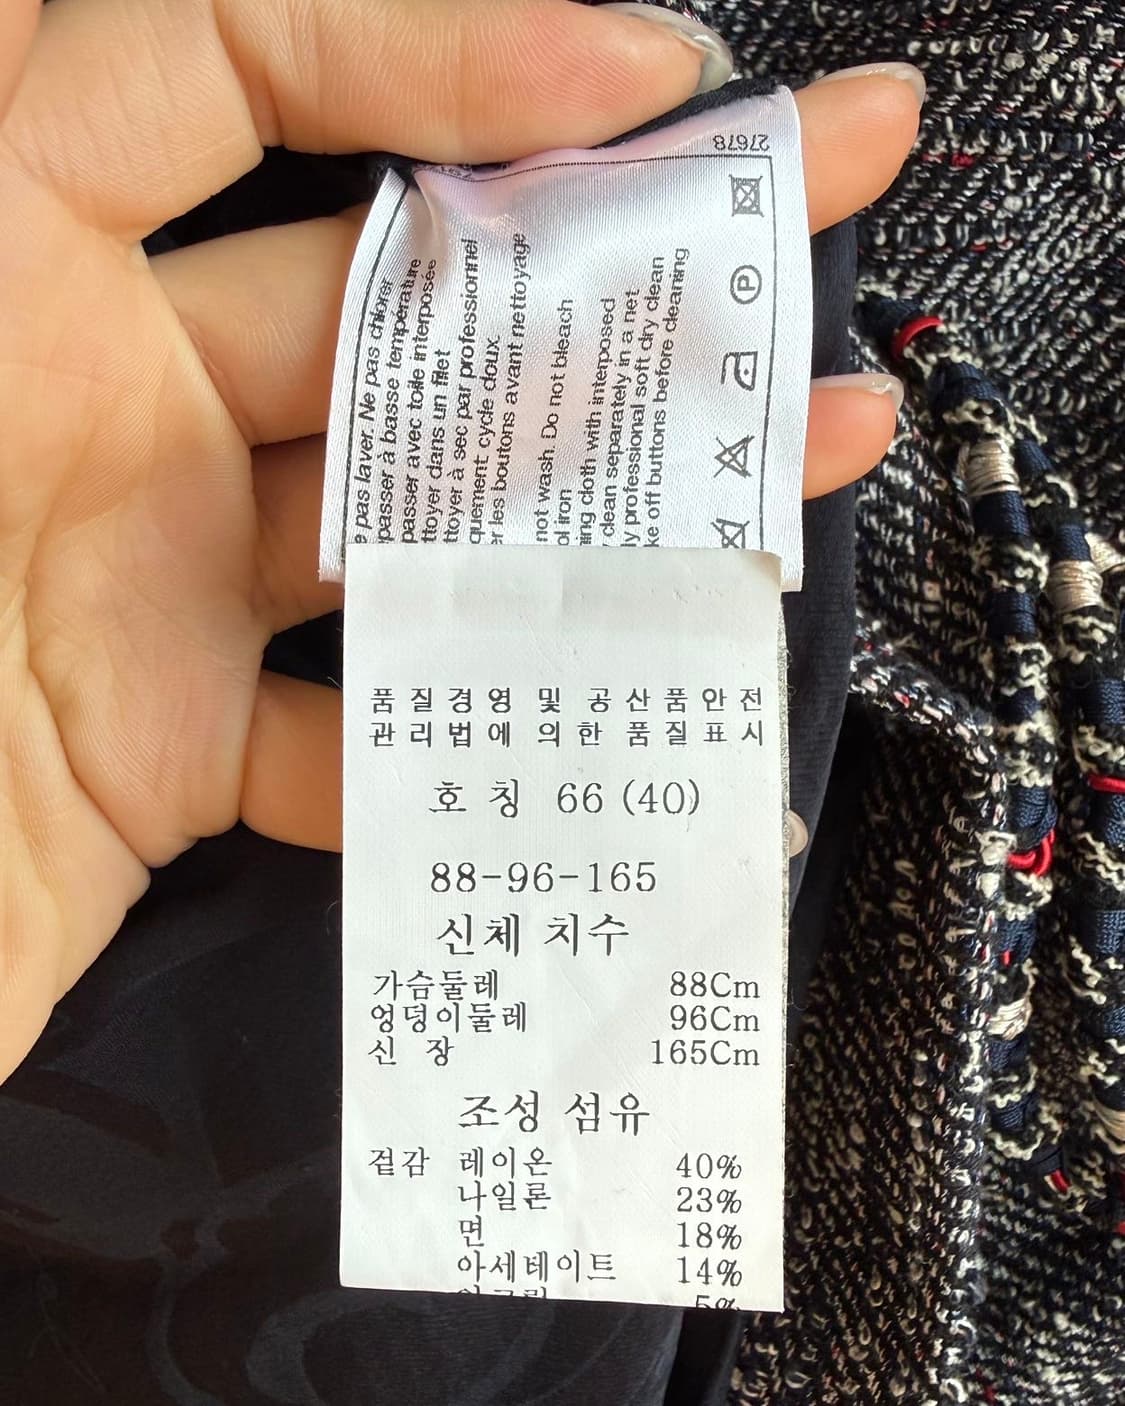 27678
pas laver. Ne pas chlorer
passer à basse température
passer avec toile interposée
ttoyer dans un filet
ttoyer à sec par professionnel
quement cycle doux
er les boutons avant nettoyage
not wash. Do not bleach
ol iron
ning cloth with interposed
clean separately in a net
ly professional soft dry clean
ke off buttons before cleaning
P
품질경영 및 공산품안전
관리법에 의한 품질표시
호칭 66 (40)
88-96-165
신체 치수
가슴둘레 88Cm
엉덩이둘레 96Cm
신 장 165Cm
조성 섬유
겉감 레이온 40%
나일론 23%
면 18%
아세테이트 14%
5%